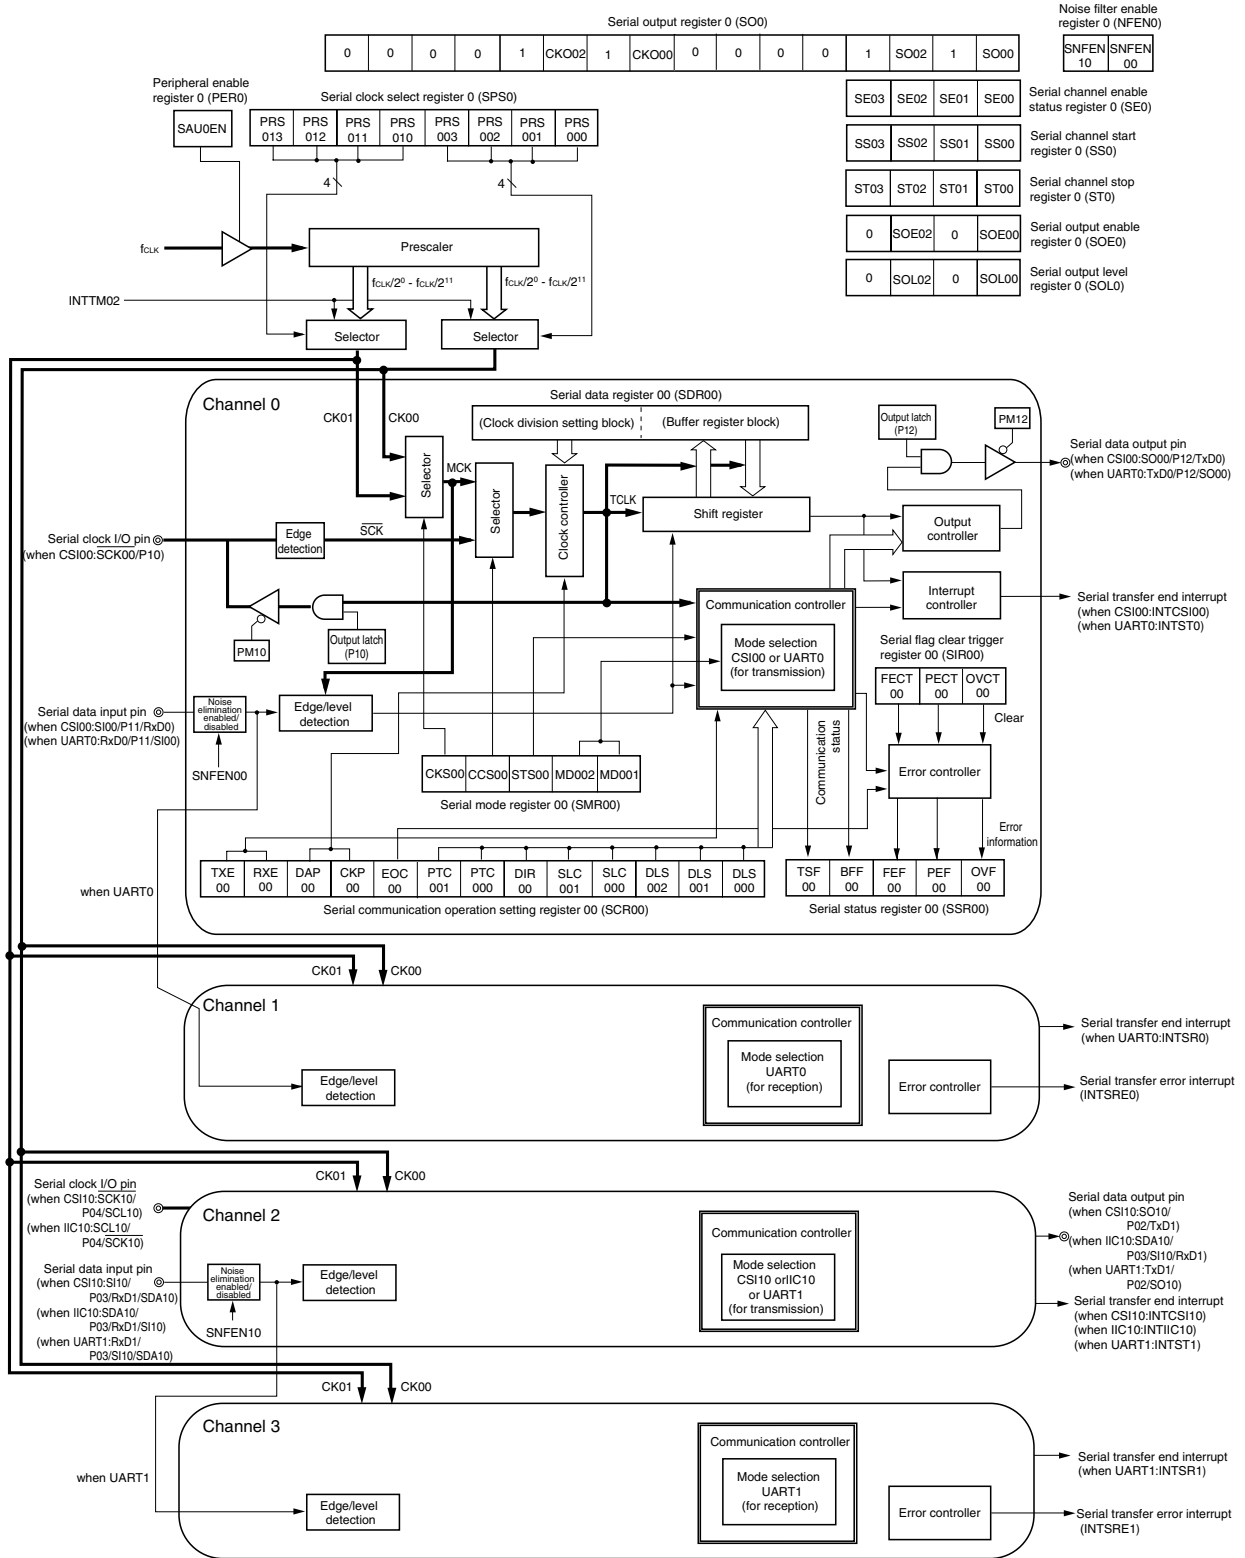 Serial output register 0 (SO0)
0 0 0 0 1 CKO02 1 CKO00 0 0 0 0 1 SO02 1 SO00
Noise filter enable
register 0 (NFEN0)
SNFEN 10 SNFEN 00
Peripheral enable
register 0 (PER0)
SAU0EN
Serial clock select register 0 (SPS0)
PRS 013 PRS 012 PRS 011 PRS 010 PRS 003 PRS 002 PRS 001 PRS 000
4 4
SE03 SE02 SE01 SE00
Serial channel enable
status register 0 (SE0)
SS03 SS02 SS01 SS00
Serial channel start
register 0 (SS0)
ST03 ST02 ST01 ST00
Serial channel stop
register 0 (ST0)
0 SOE02 0 SOE00
Serial output enable
register 0 (SOE0)
0 SOL02 0 SOL00
Serial output level
register 0 (SOL0)
fCLK
Prescaler
fCLK/2⁰ - fCLK/2¹¹
fCLK/2⁰ - fCLK/2¹¹
INTTM02
Selector
Selector
Channel 0
CK01
CK00
Serial data register 00 (SDR00)
(Clock division setting block)
(Buffer register block)
Selector
MCK
Selector
Clock controller
TCLK
Shift register
Output latch
(P12)
PM12
Serial data output pin
(when CSI00:SO00/P12/TxD0)
(when UART0:TxD0/P12/SO00)
Output
controller
Serial clock I/O pin
(when CSI00:SCK00/P10)
Edge
detection
SCK
PM10
Output latch
(P10)
Communication controller
Mode selection
CSI00 or UART0
(for transmission)
Interrupt
controller
Serial transfer end interrupt
(when CSI00:INTCSI00)
(when UART0:INTST0)
Serial flag clear trigger
register 00 (SIR00)
FECT 00 PECT 00 OVCT 00
Clear
Serial data input pin
(when CSI00:SI00/P11/RxD0)
(when UART0:RxD0/P11/SI00)
Noise
elimination
enabled/
disabled
SNFEN00
Edge/level
detection
CKS00 CCS00 STS00 MD002 MD001
Serial mode register 00 (SMR00)
Communication
status
Error controller
Error
information
when UART0
TXE 00 RXE 00 DAP 00 CKP 00 EOC 00 PTC 001 PTC 000 DIR 00 SLC 001 SLC 000 DLS 002 DLS 001 DLS 000
Serial communication operation setting register 00 (SCR00)
TSF 00 BFF 00 FEF 00 PEF 00 OVF 00
Serial status register 00 (SSR00)
CK01
CK00
Channel 1
Communication controller
Mode selection
UART0
(for reception)
Edge/level
detection
Error controller
Serial transfer end interrupt
(when UART0:INTSR0)
Serial transfer error interrupt
(INTSRE0)
CK01
CK00
Serial clock I/O pin
(when CSI10:SCK10/
P04/SCL10)
(when IIC10:SCL10/
P04/SCK10)
Channel 2
Communication controller
Mode selection
CSI10 orIIC10
or UART1
(for transmission)
Serial data input pin
(when CSI10:SI10/
P03/RxD1/SDA10)
(when IIC10:SDA10/
P03/RxD1/SI10)
(when UART1:RxD1/
P03/SI10/SDA10)
Noise
elimination
enabled/
disabled
SNFEN10
Edge/level
detection
Serial data output pin
(when CSI10:SO10/
P02/TxD1)
(when IIC10:SDA10/
P03/SI10/RxD1)
(when UART1:TxD1/
P02/SO10)
Serial transfer end interrupt
(when CSI10:INTCSI10)
(when IIC10:INTIIC10)
(when UART1:INTST1)
CK01
CK00
Channel 3
when UART1
Communication controller
Mode selection
UART1
(for reception)
Edge/level
detection
Error controller
Serial transfer end interrupt
(when UART1:INTSR1)
Serial transfer error interrupt
(INTSRE1)